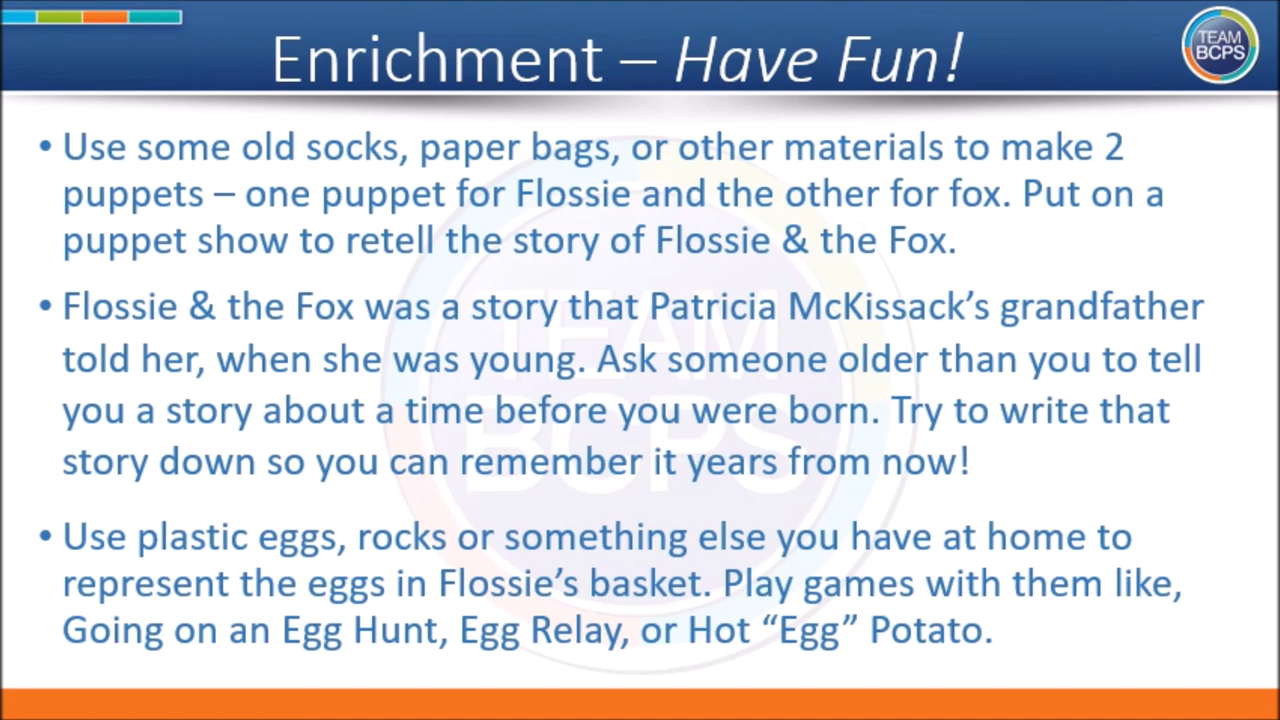 Enrichment – Have Fun!
TEAM
BCPS
• Use some old socks, paper bags, or other materials to make 2
puppets – one puppet for Flossie and the other for fox. Put on a
puppet show to retell the story of Flossie & the Fox.
• Flossie & the Fox was a story that Patricia McKissack’s grandfather
told her, when she was young. Ask someone older than you to tell
you a story about a time before you were born. Try to write that
story down so you can remember it years from now!
• Use plastic eggs, rocks or something else you have at home to
represent the eggs in Flossie’s basket. Play games with them like,
Going on an Egg Hunt, Egg Relay, or Hot “Egg” Potato.
TEAM
BCPS